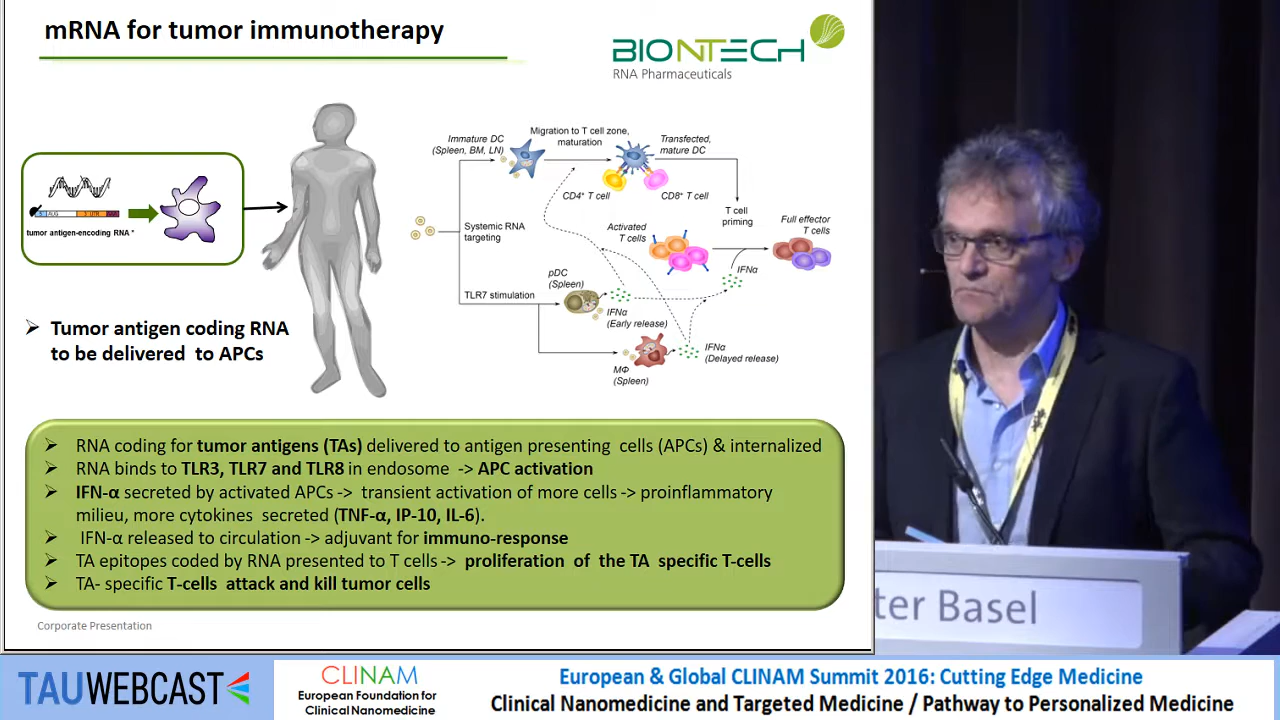 mRNA for tumor immunotherapy
BIONTECH
RNA Pharmaceuticals
tumor antigen-encoding RNA *
Immature DC
(Spleen, BM, LN)
Migration to T cell zone,
maturation
Transfected,
mature DC
CD4⁺ T cell
CD8⁺ T cell
T cell
priming
Systemic RNA
targeting
Activated
T cells
Full effector
T cells
IFNα
pDC
(Spleen)
TLR7 stimulation
IFNα
(Early release)
IFNα
(Delayed release)
MΦ
(Spleen)
➢ Tumor antigen coding RNA
to be delivered to APCs
➢ RNA coding for tumor antigens (TAs) delivered to antigen presenting cells (APCs) & internalized
➢ RNA binds to TLR3, TLR7 and TLR8 in endosome -> APC activation
➢ IFN-α secreted by activated APCs -> transient activation of more cells -> proinflammatory
milieu, more cytokines secreted (TNF-α, IP-10, IL-6).
➢ IFN-α released to circulation -> adjuvant for immuno-response
➢ TA epitopes coded by RNA presented to T cells -> proliferation of the TA specific T-cells
➢ TA- specific T-cells attack and kill tumor cells
Corporate Presentation
ter Basel
TAUWEBCAST
CLINAM
European Foundation for
Clinical Nanomedicine
European & Global CLINAM Summit 2016: Cutting Edge Medicine
Clinical Nanomedicine and Targeted Medicine / Pathway to Personalized Medicine